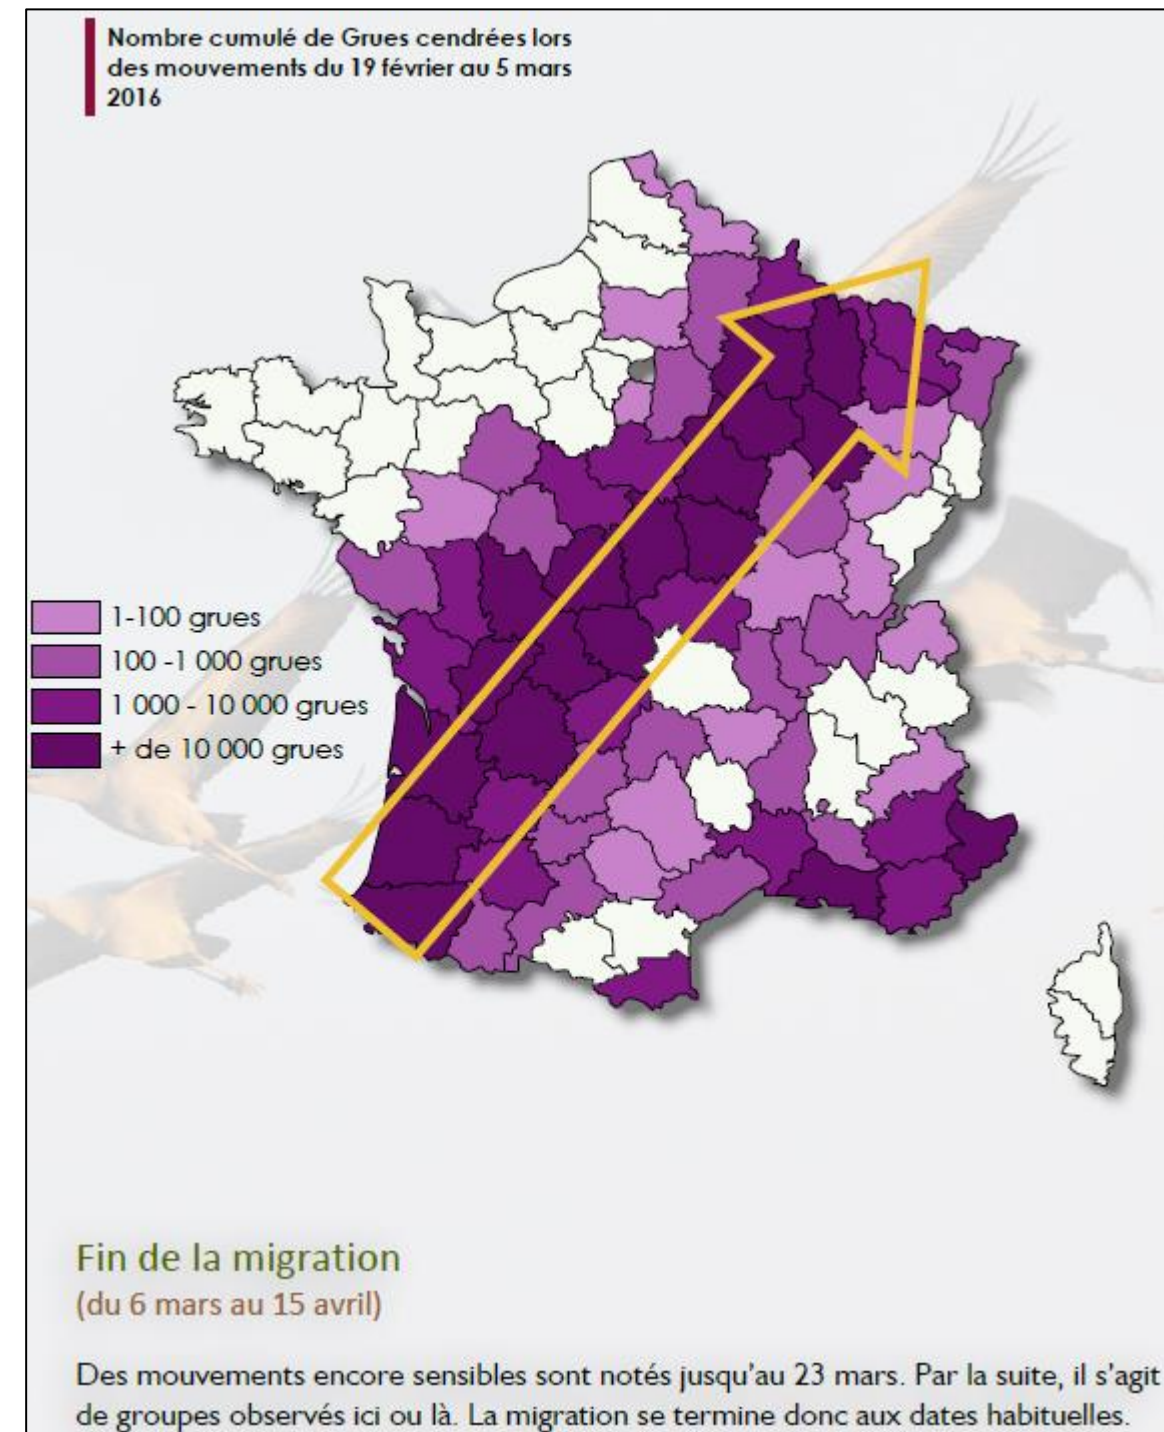 Nombre cumulé de Grues cendrées lors
des mouvements du 19 février au 5 mars
2016
1-100 grues
100 -1 000 grues
1 000 - 10 000 grues
+ de 10 000 grues
Fin de la migration
(du 6 mars au 15 avril)
Des mouvements encore sensibles sont notés jusqu'au 23 mars. Par la suite, il s'agit
de groupes observés ici ou là. La migration se termine donc aux dates habituelles.